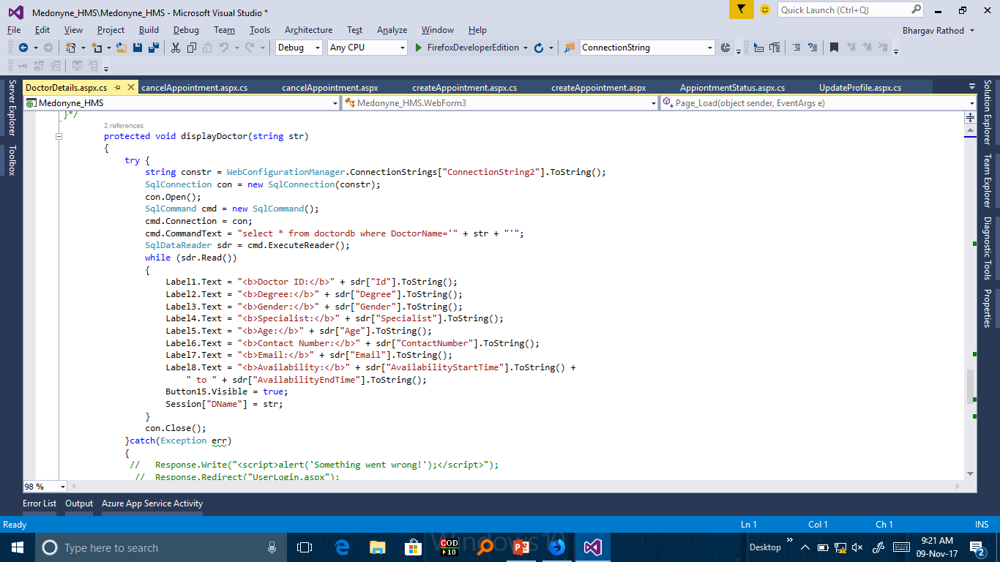 Medonyne_HMS\Medonyne_HMS - Microsoft Visual Studio *
Quick Launch (Ctrl+Q)
File Edit View Project Build Debug Team Tools Architecture Test Analyze Window Help
Bhargav Rathod
Debug Any CPU FirefoxDeveloperEdition ConnectionString
DoctorDetails.aspx.cs cancelAppointment.aspx.cs cancelAppointment.aspx createAppointment.aspx.cs createAppointment.aspx AppiontmentStatus.aspx.cs UpdateProfile.aspx.cs
Medonyne_HMS Medonyne_HMS.WebForm3 Page_Load(object sender, EventArgs e)
Server Explorer
Toolbox
Solution Explorer
Team Explorer
Diagnostic Tools
Properties
}*/
2 references
protected void displayDoctor(string str)
{
try {
string constr = WebConfigurationManager.ConnectionStrings["ConnectionString2"].ToString();
SqlConnection con = new SqlConnection(constr);
con.Open();
SqlCommand cmd = new SqlCommand();
cmd.Connection = con;
cmd.CommandText = "select * from doctordb where DoctorName='" + str + "'";
SqlDataReader sdr = cmd.ExecuteReader();
while (sdr.Read())
{
Label1.Text = "<b>Doctor ID:</b>" + sdr["Id"].ToString();
Label2.Text = "<b>Degree:</b>" + sdr["Degree"].ToString();
Label3.Text = "<b>Gender:</b>" + sdr["Gender"].ToString();
Label4.Text = "<b>Specialist:</b>" + sdr["Specialist"].ToString();
Label5.Text = "<b>Age:</b>" + sdr["Age"].ToString();
Label6.Text = "<b>Contact Number:</b>" + sdr["ContactNumber"].ToString();
Label7.Text = "<b>Email:</b>" + sdr["Email"].ToString();
Label8.Text = "<b>Availability:</b>" + sdr["AvailabilityStartTime"].ToString() +
" to " + sdr["AvailabilityEndTime"].ToString();
Button15.Visible = true;
Session["DName"] = str;
}
con.Close();
}catch(Exception err)
{
// Response.Write("<script>alert('Something went wrong!');</script>");
// Response.Redirect("UserLogin.aspx");
98 %
Error List Output Azure App Service Activity
Ready Ln 1 Col 1 Ch 1 INS
Type here to search
COD
►10
Windows 10
Desktop
9:21 AM
09-Nov-17
2